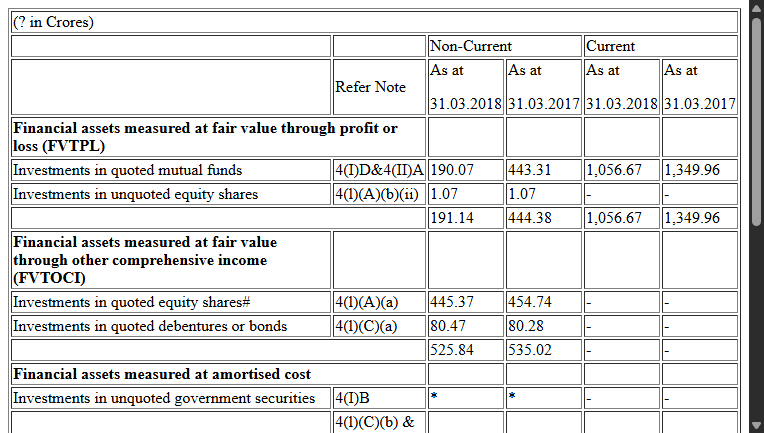 (? in Crores)
Non-Current Current
Refer Note As at As at As at As at
31.03.2018 31.03.2017 31.03.2018 31.03.2017
Financial assets measured at fair value through profit or
loss (FVTPL)
Investments in quoted mutual funds 4(I)D&4(II)A 190.07 443.31 1,056.67 1,349.96
Investments in unquoted equity shares 4(l)(A)(b)(ii) 1.07 1.07 - -
191.14 444.38 1,056.67 1,349.96
Financial assets measured at fair value
through other comprehensive income
(FVTOCI)
Investments in quoted equity shares# 4(l)(A)(a) 445.37 454.74 - -
Investments in quoted debentures or bonds 4(l)(C)(a) 80.47 80.28 - -
525.84 535.02 - -
Financial assets measured at amortised cost
Investments in unquoted government securities 4(I)B * * - -
4(l)(C)(b) &